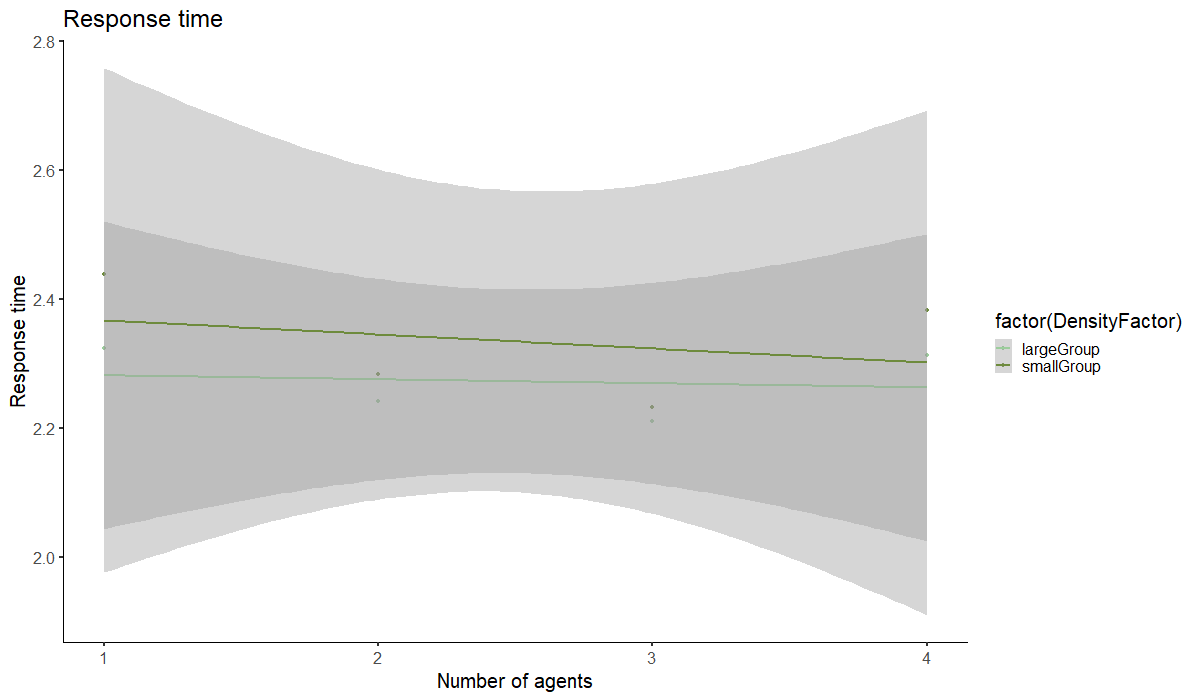 Response time
2.8
2.6
2.4
2.2
2.0
Response time
1 2 3 4
Number of agents
factor(DensityFactor)
largeGroup
smallGroup